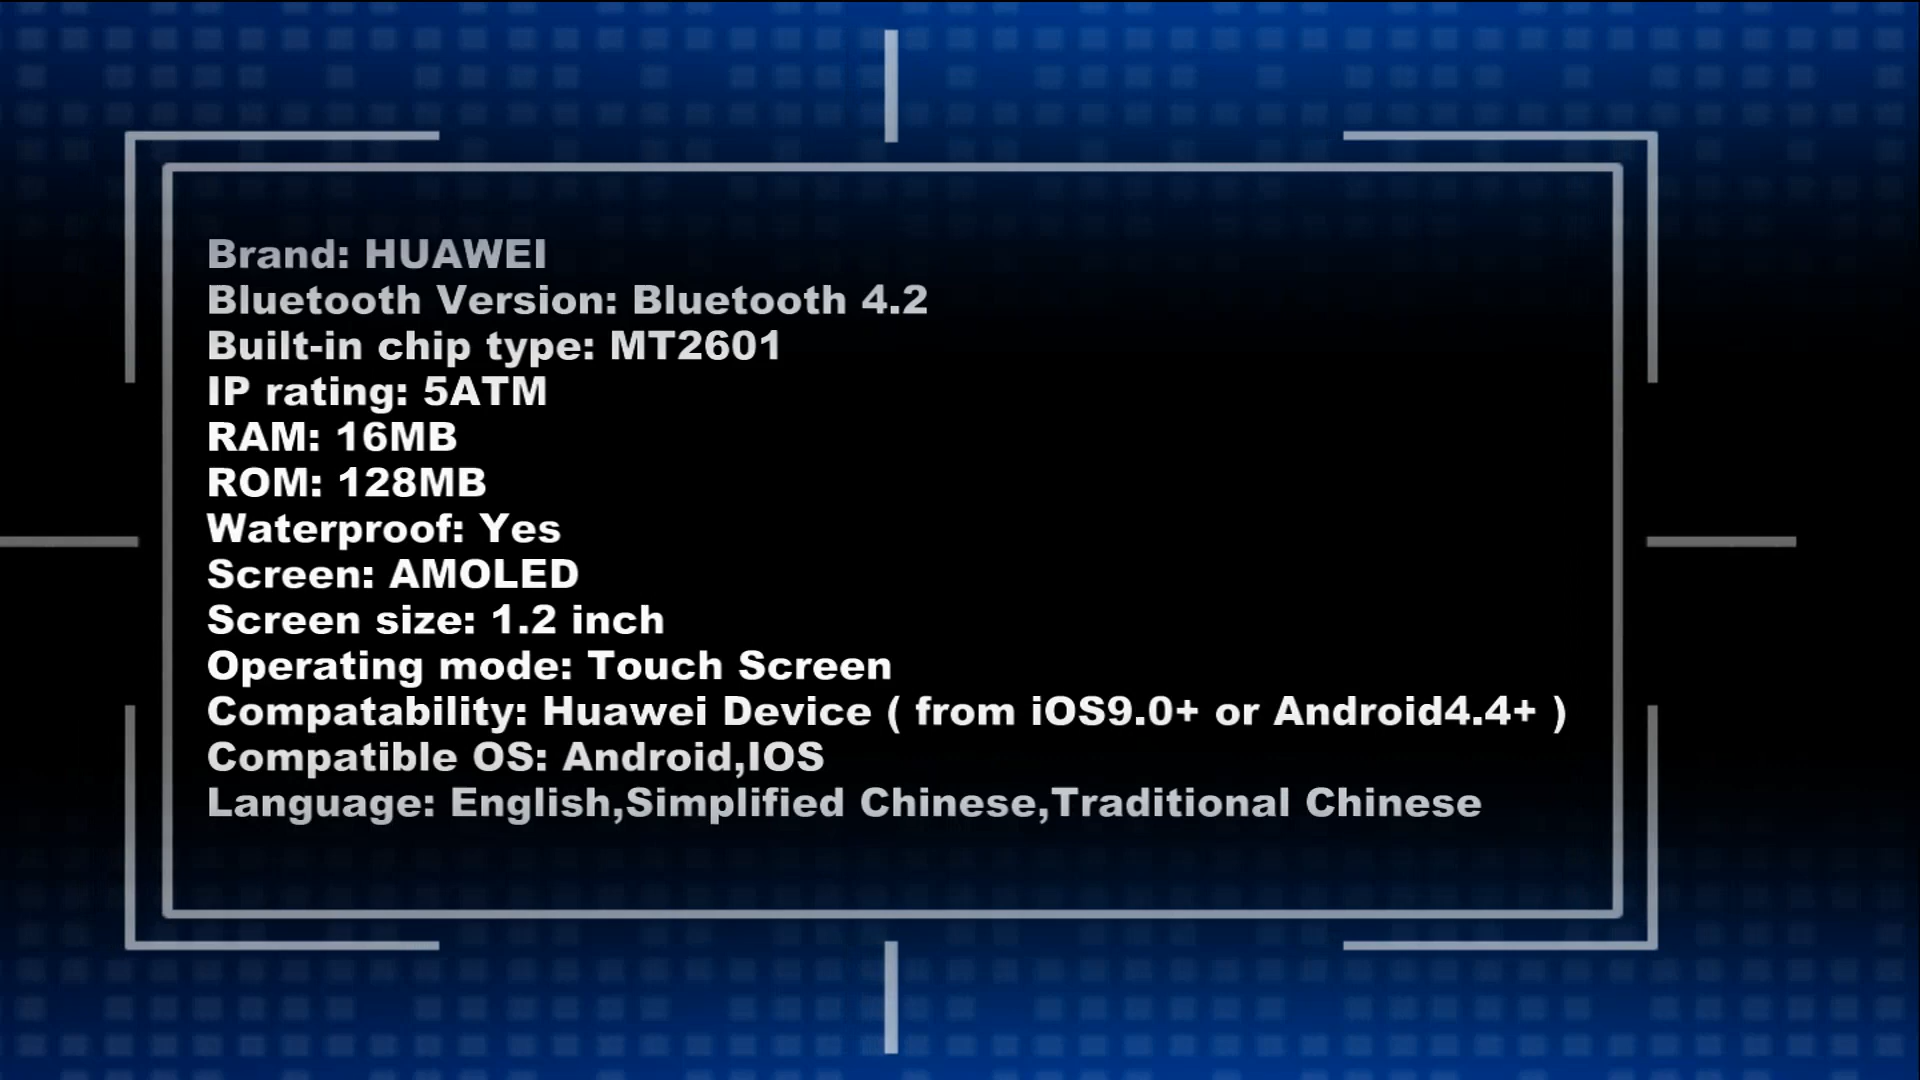 Brand: HUAWEI
Bluetooth Version: Bluetooth 4.2
Built-in chip type: MT2601
IP rating: 5ATM
RAM: 16MB
ROM: 128MB
Waterproof: Yes
Screen: AMOLED
Screen size: 1.2 inch
Operating mode: Touch Screen
Compatability: Huawei Device ( from iOS9.0+ or Android4.4+ )
Compatible OS: Android,IOS
Language: English,Simplified Chinese,Traditional Chinese